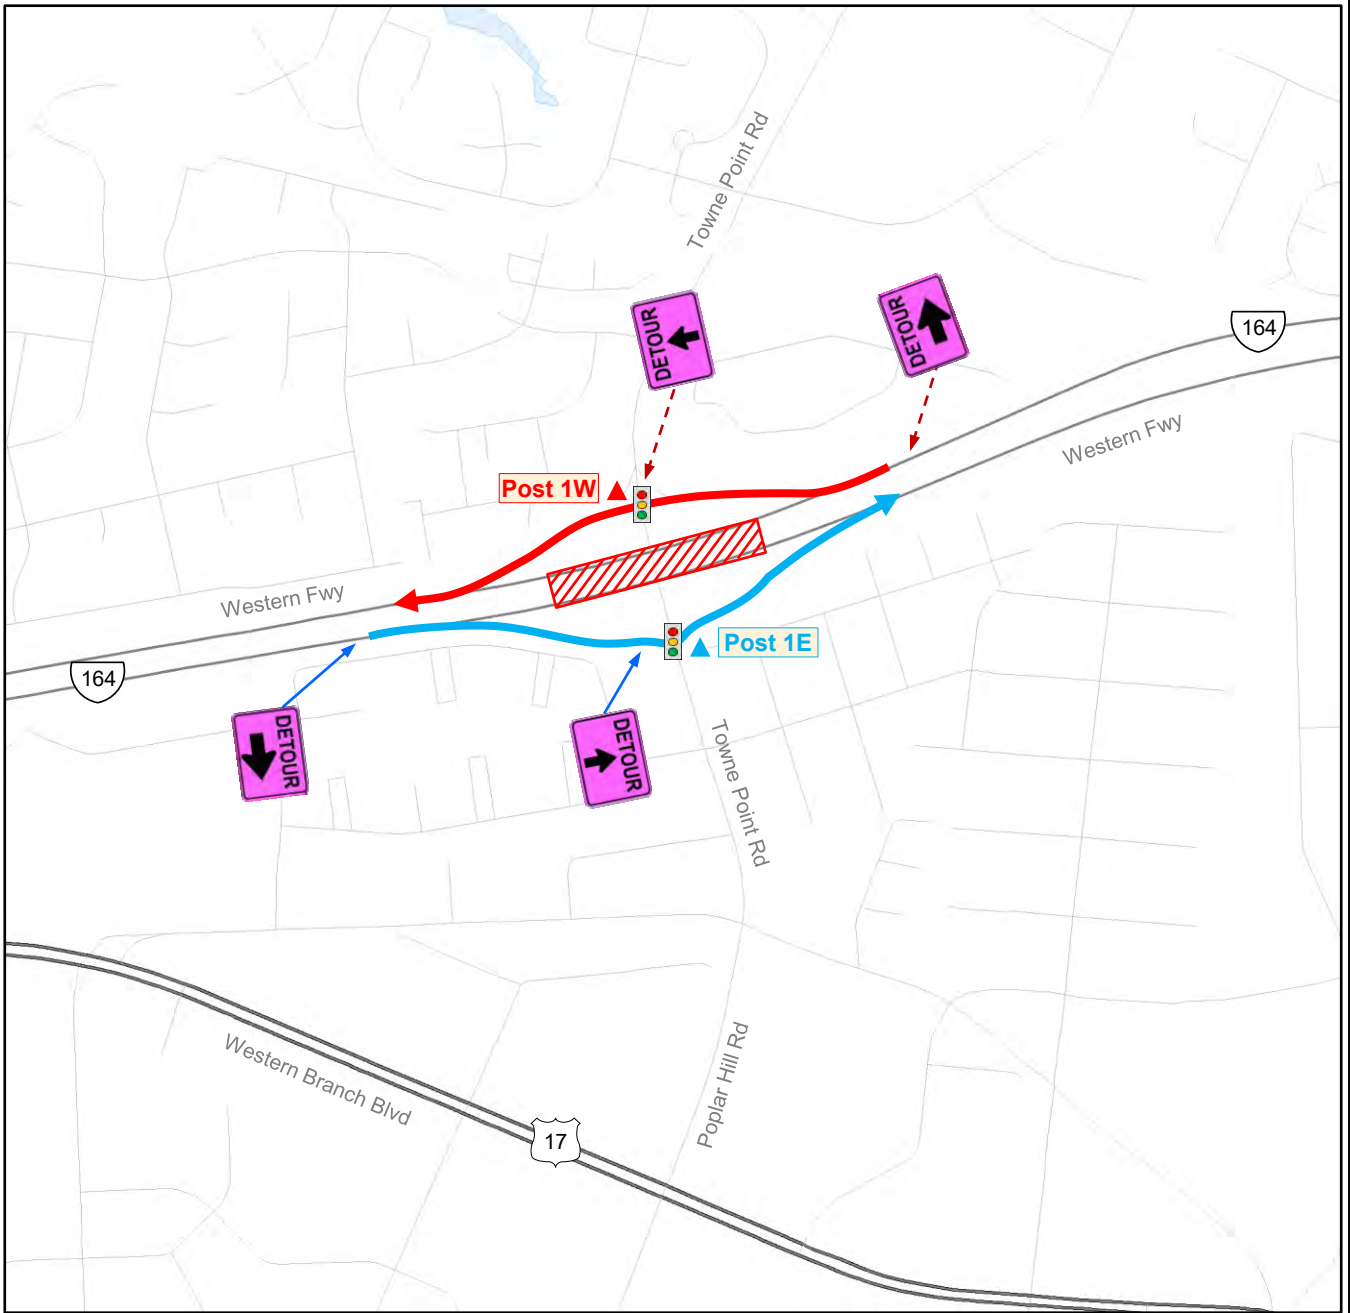 Towne Point Rd
DETOUR
DETOUR
164
Western Fwy
Post 1W
Western Fwy
Post 1E
164
DETOUR
DETOUR
Towne Point Rd
Western Branch Blvd
Poplar Hill Rd
17